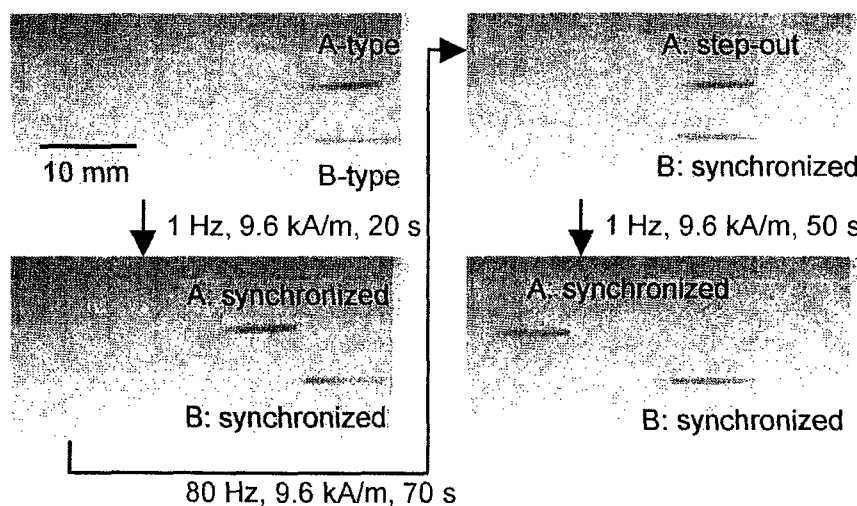 A-type
10 mm
B-type
1 Hz, 9.6 kA/m, 20 s
A: synchronized
B: synchronized
80 Hz, 9.6 kA/m, 70 s
A: step-out
B: synchronized
1 Hz, 9.6 kA/m, 50 s
A: synchronized
B: synchronized